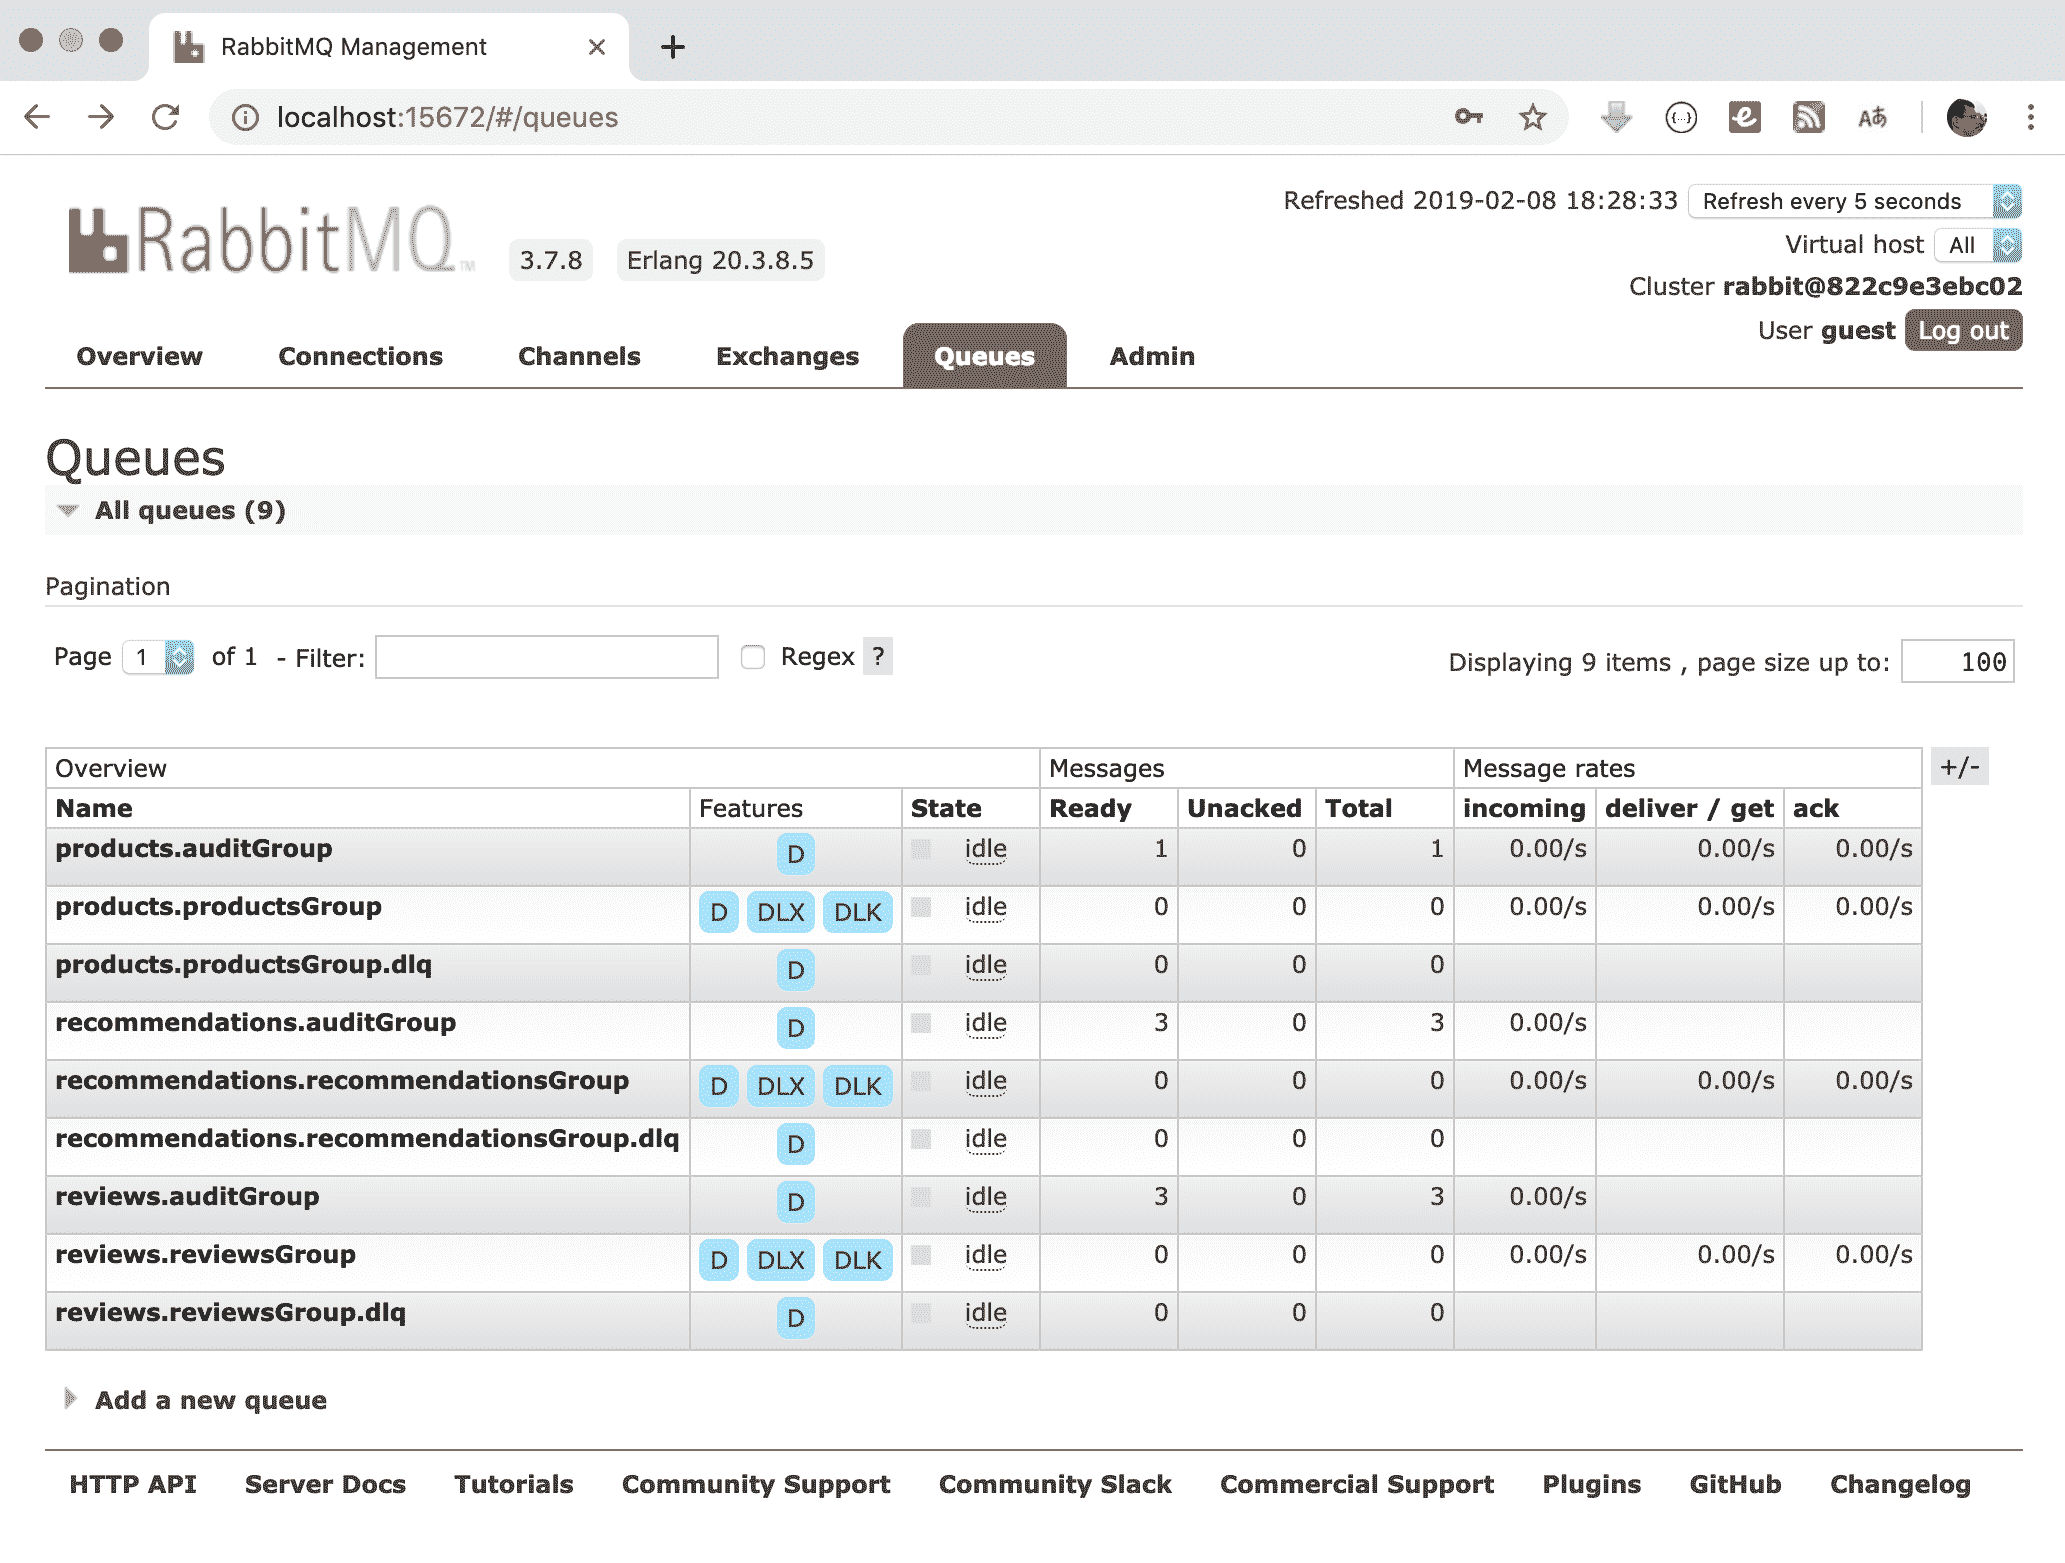 RabbitMQ Management
localhost:15672/#/queues
RabbitMQ™ 3.7.8 Erlang 20.3.8.5
Refreshed 2019-02-08 18:28:33 Refresh every 5 seconds
Virtual host All
Cluster rabbit@822c9e3ebc02
User guest Log out
Overview Connections Channels Exchanges Queues Admin
Queues
All queues (9)
Pagination
Page 1 of 1 - Filter: Regex ? Displaying 9 items , page size up to: 100
Overview Messages Message rates +/-
Name Features State Ready Unacked Total incoming deliver / get ack
products.auditGroup D idle 1 0 1 0.00/s 0.00/s 0.00/s
products.productsGroup D DLX DLK idle 0 0 0 0.00/s 0.00/s 0.00/s
products.productsGroup.dlq D idle 0 0 0
recommendations.auditGroup D idle 3 0 3 0.00/s
recommendations.recommendationsGroup D DLX DLK idle 0 0 0 0.00/s 0.00/s 0.00/s
recommendations.recommendationsGroup.dlq D idle 0 0 0
reviews.auditGroup D idle 3 0 3 0.00/s
reviews.reviewsGroup D DLX DLK idle 0 0 0 0.00/s 0.00/s 0.00/s
reviews.reviewsGroup.dlq D idle 0 0 0
Add a new queue
HTTP API Server Docs Tutorials Community Support Community Slack Commercial Support Plugins GitHub Changelog